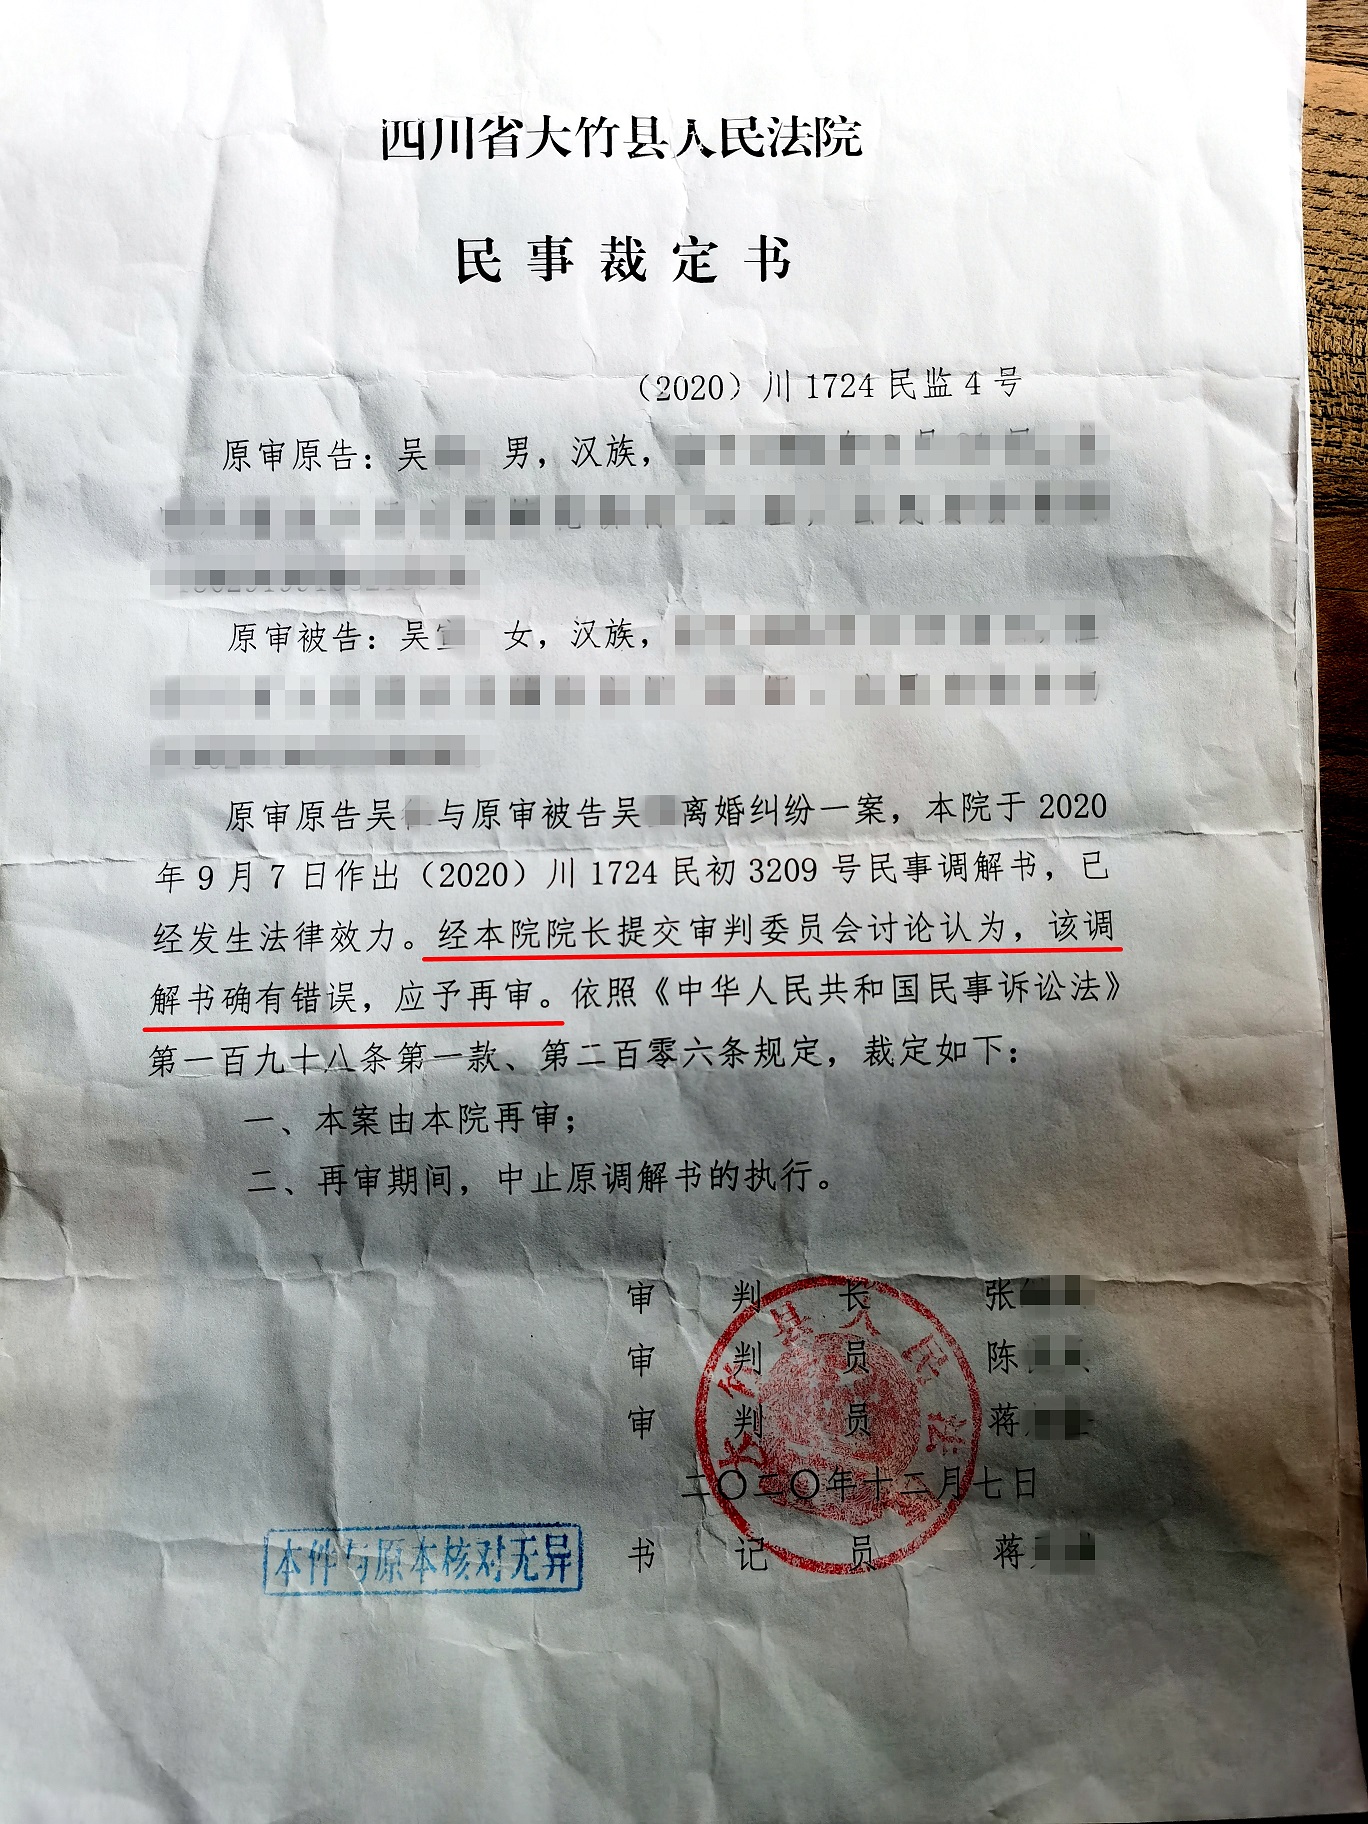 四川省大竹县人民法院
民事裁定书
（2020）川1724民监4号
原审原告：吴 男，汉族，
原审被告：吴 女，汉族，
原审原告吴 与原审被告吴 离婚纠纷一案，本院于2020
年9月7日作出（2020）川1724民初3209号民事调解书，已
经发生法律效力。经本院院长提交审判委员会讨论认为，该调
解书确有错误，应予再审。依照《中华人民共和国民事诉讼法》
第一百九十八条第一款、第二百零六条规定，裁定如下：
一、本案由本院再审；
二、再审期间，中止原调解书的执行。
审判长 张
审判员 陈
审判员 蒋
二〇二〇年十二月七日
本件与原本核对无异
书记员 蒋